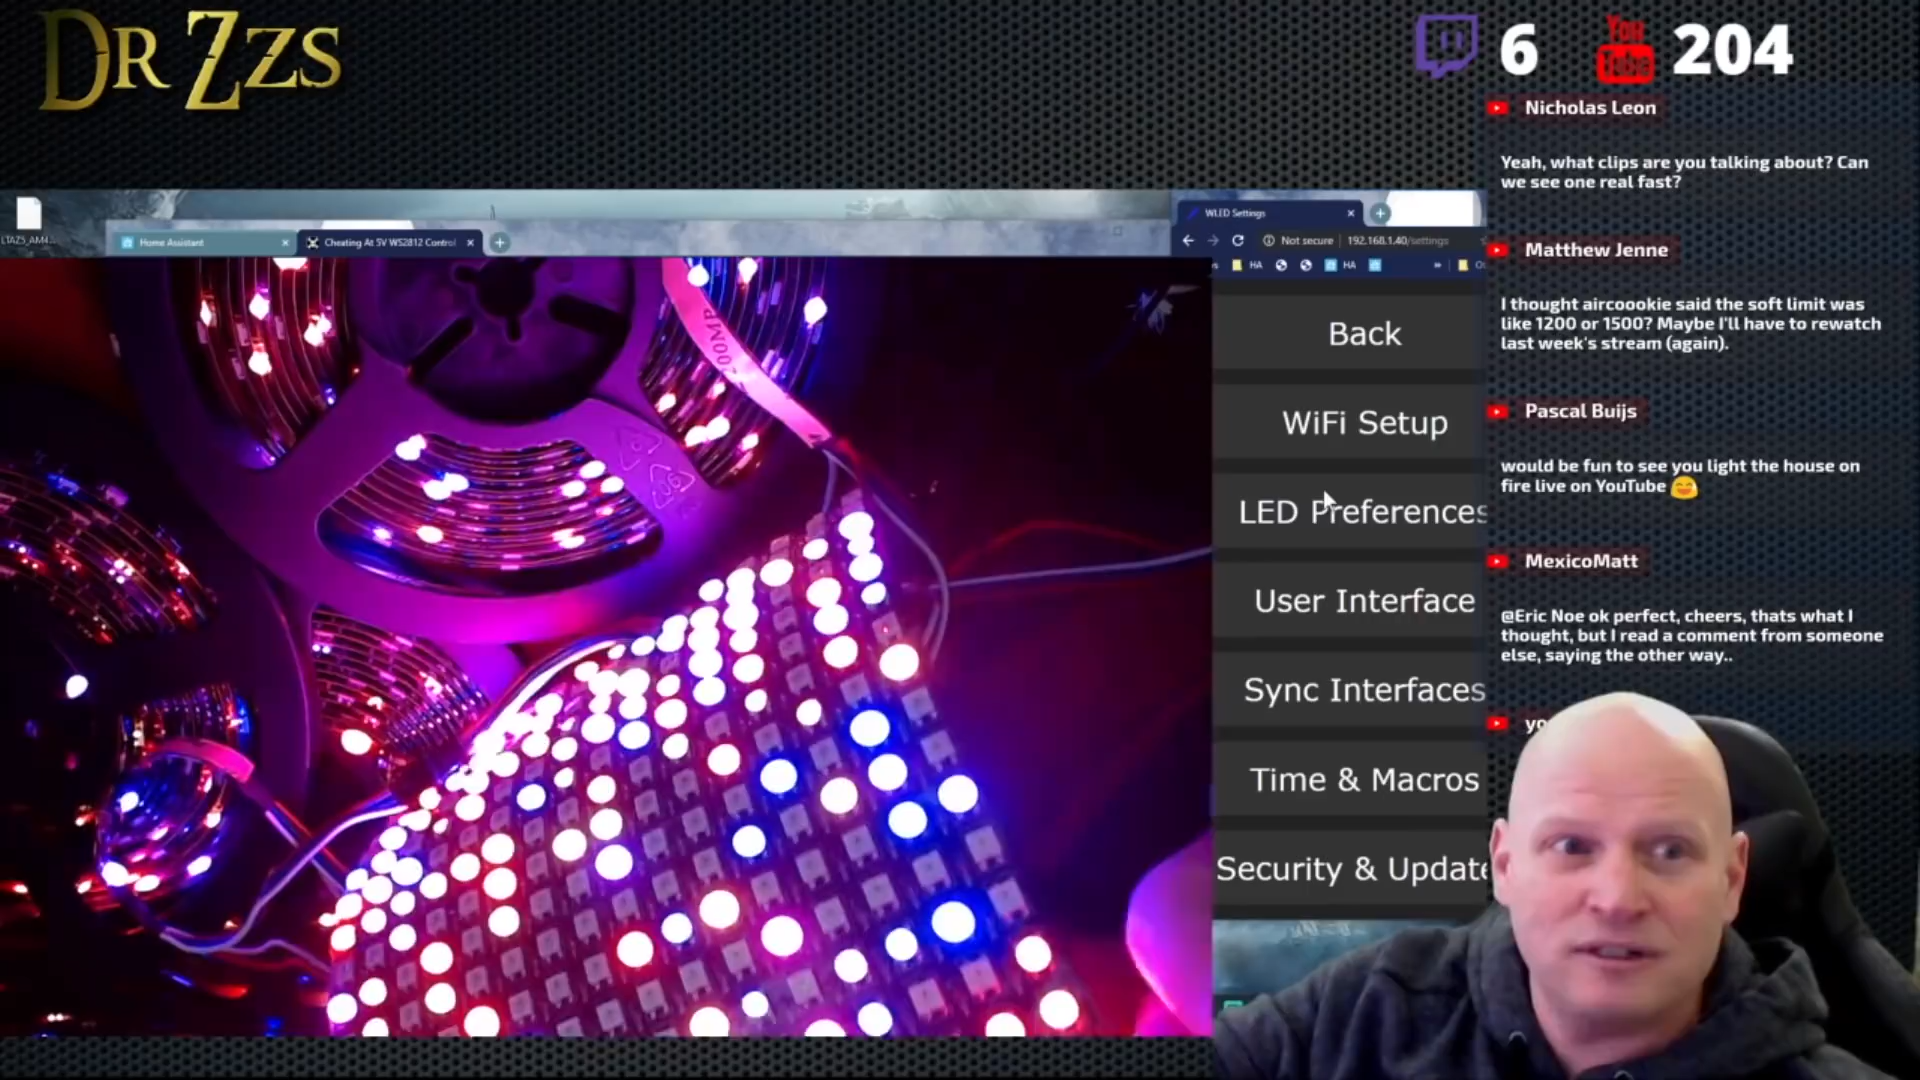 DR ZZS
6
You
Tube
204
Nicholas Leon
Yeah, what clips are you talking about? Can
we see one real fast?
Matthew Jenne
I thought aircoookie said the soft limit was
like 1200 or 1500? Maybe I'll have to rewatch
last week's stream (again).
Pascal Buijs
would be fun to see you light the house on
fire live on YouTube 😄
MexicoMatt
@Eric Noe ok perfect, cheers, thats what I
thought, but I read a comment from someone
else, saying the other way..
Home Assistant
Cheating At 5V WS2812 Control
WLED Settings
Not secure
192.168.1.40/settings
HA
HA
Back
WiFi Setup
LED Preferences
User Interface
Sync Interfaces
Time & Macros
Security & Update